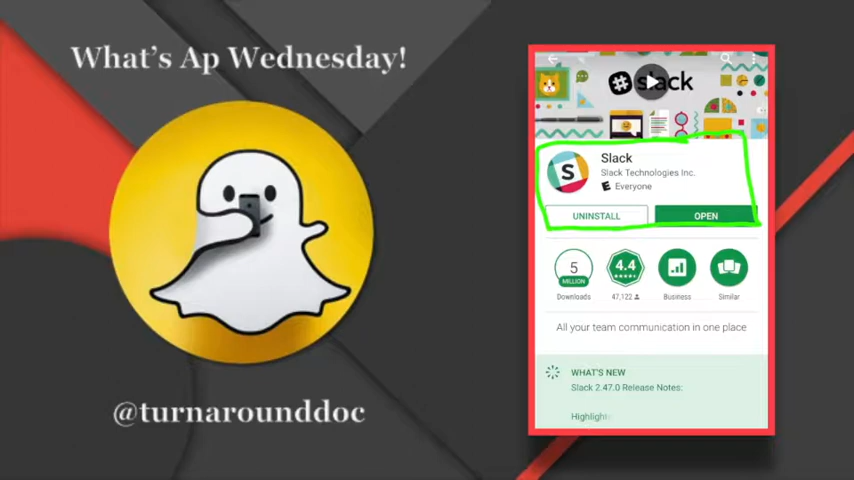 What's Ap Wednesday!
@turnarounddoc
slack
S
Slack
Slack Technologies Inc.
E Everyone
UNINSTALL
OPEN
5
MILLION
4.4
Downloads
47,122
Business
Similar
All your team communication in one place
WHAT'S NEW
Slack 2.47.0 Release Notes:
Highlights